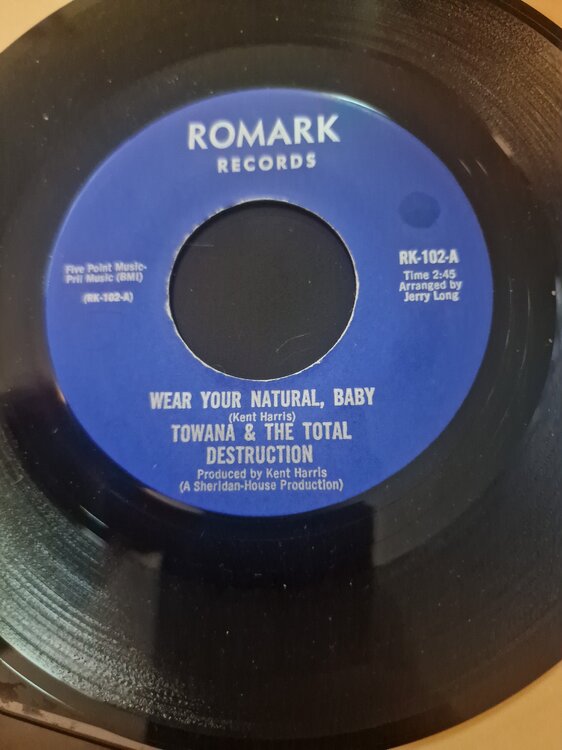 ROMARK
RECORDS
Five Point Music-
Pril Music (BMI)
(RK-102-A)
RK-102-A
Time 2:45
Arranged by
Jerry Long
WEAR YOUR NATURAL, BABY
(Kent Harris)
TOWANA & THE TOTAL
DESTRUCTION
Produced by Kent Harris
(A Sheridan-House Production)